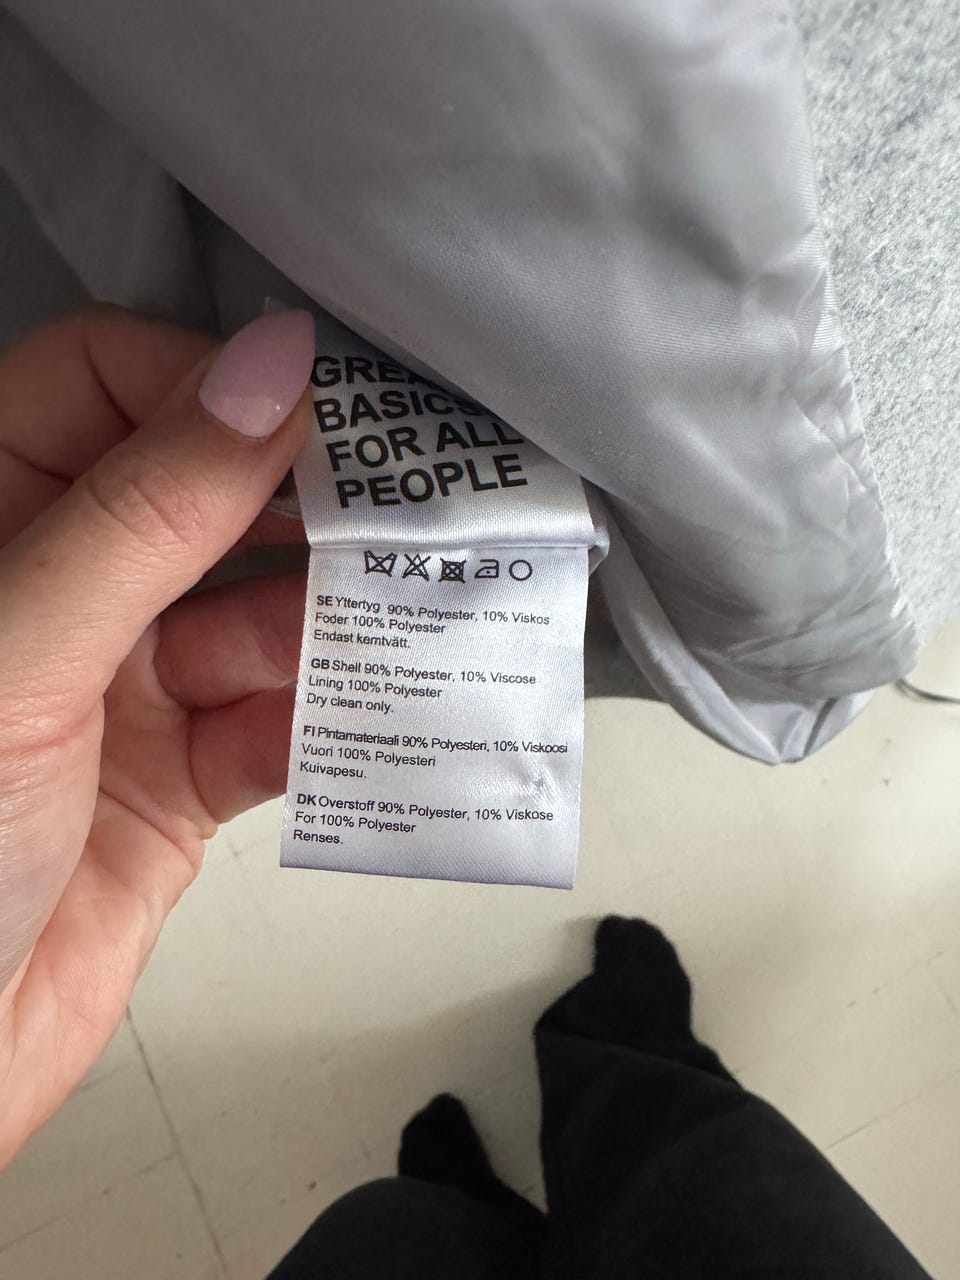 BASICS
FOR ALL
PEOPLE
SE Yttertyg 90% Polyester, 10% Viskos
Foder 100% Polyester
Endast kemtvätt.
GB Shell 90% Polyester, 10% Viscose
Lining 100% Polyester
Dry clean only.
FI Pintamateriaali 90% Polyesteri, 10% Viskoosi
Vuori 100% Polyesteri
Kuivapesu.
DK Overstoff 90% Polyester, 10% Viskose
For 100% Polyester
Renses.